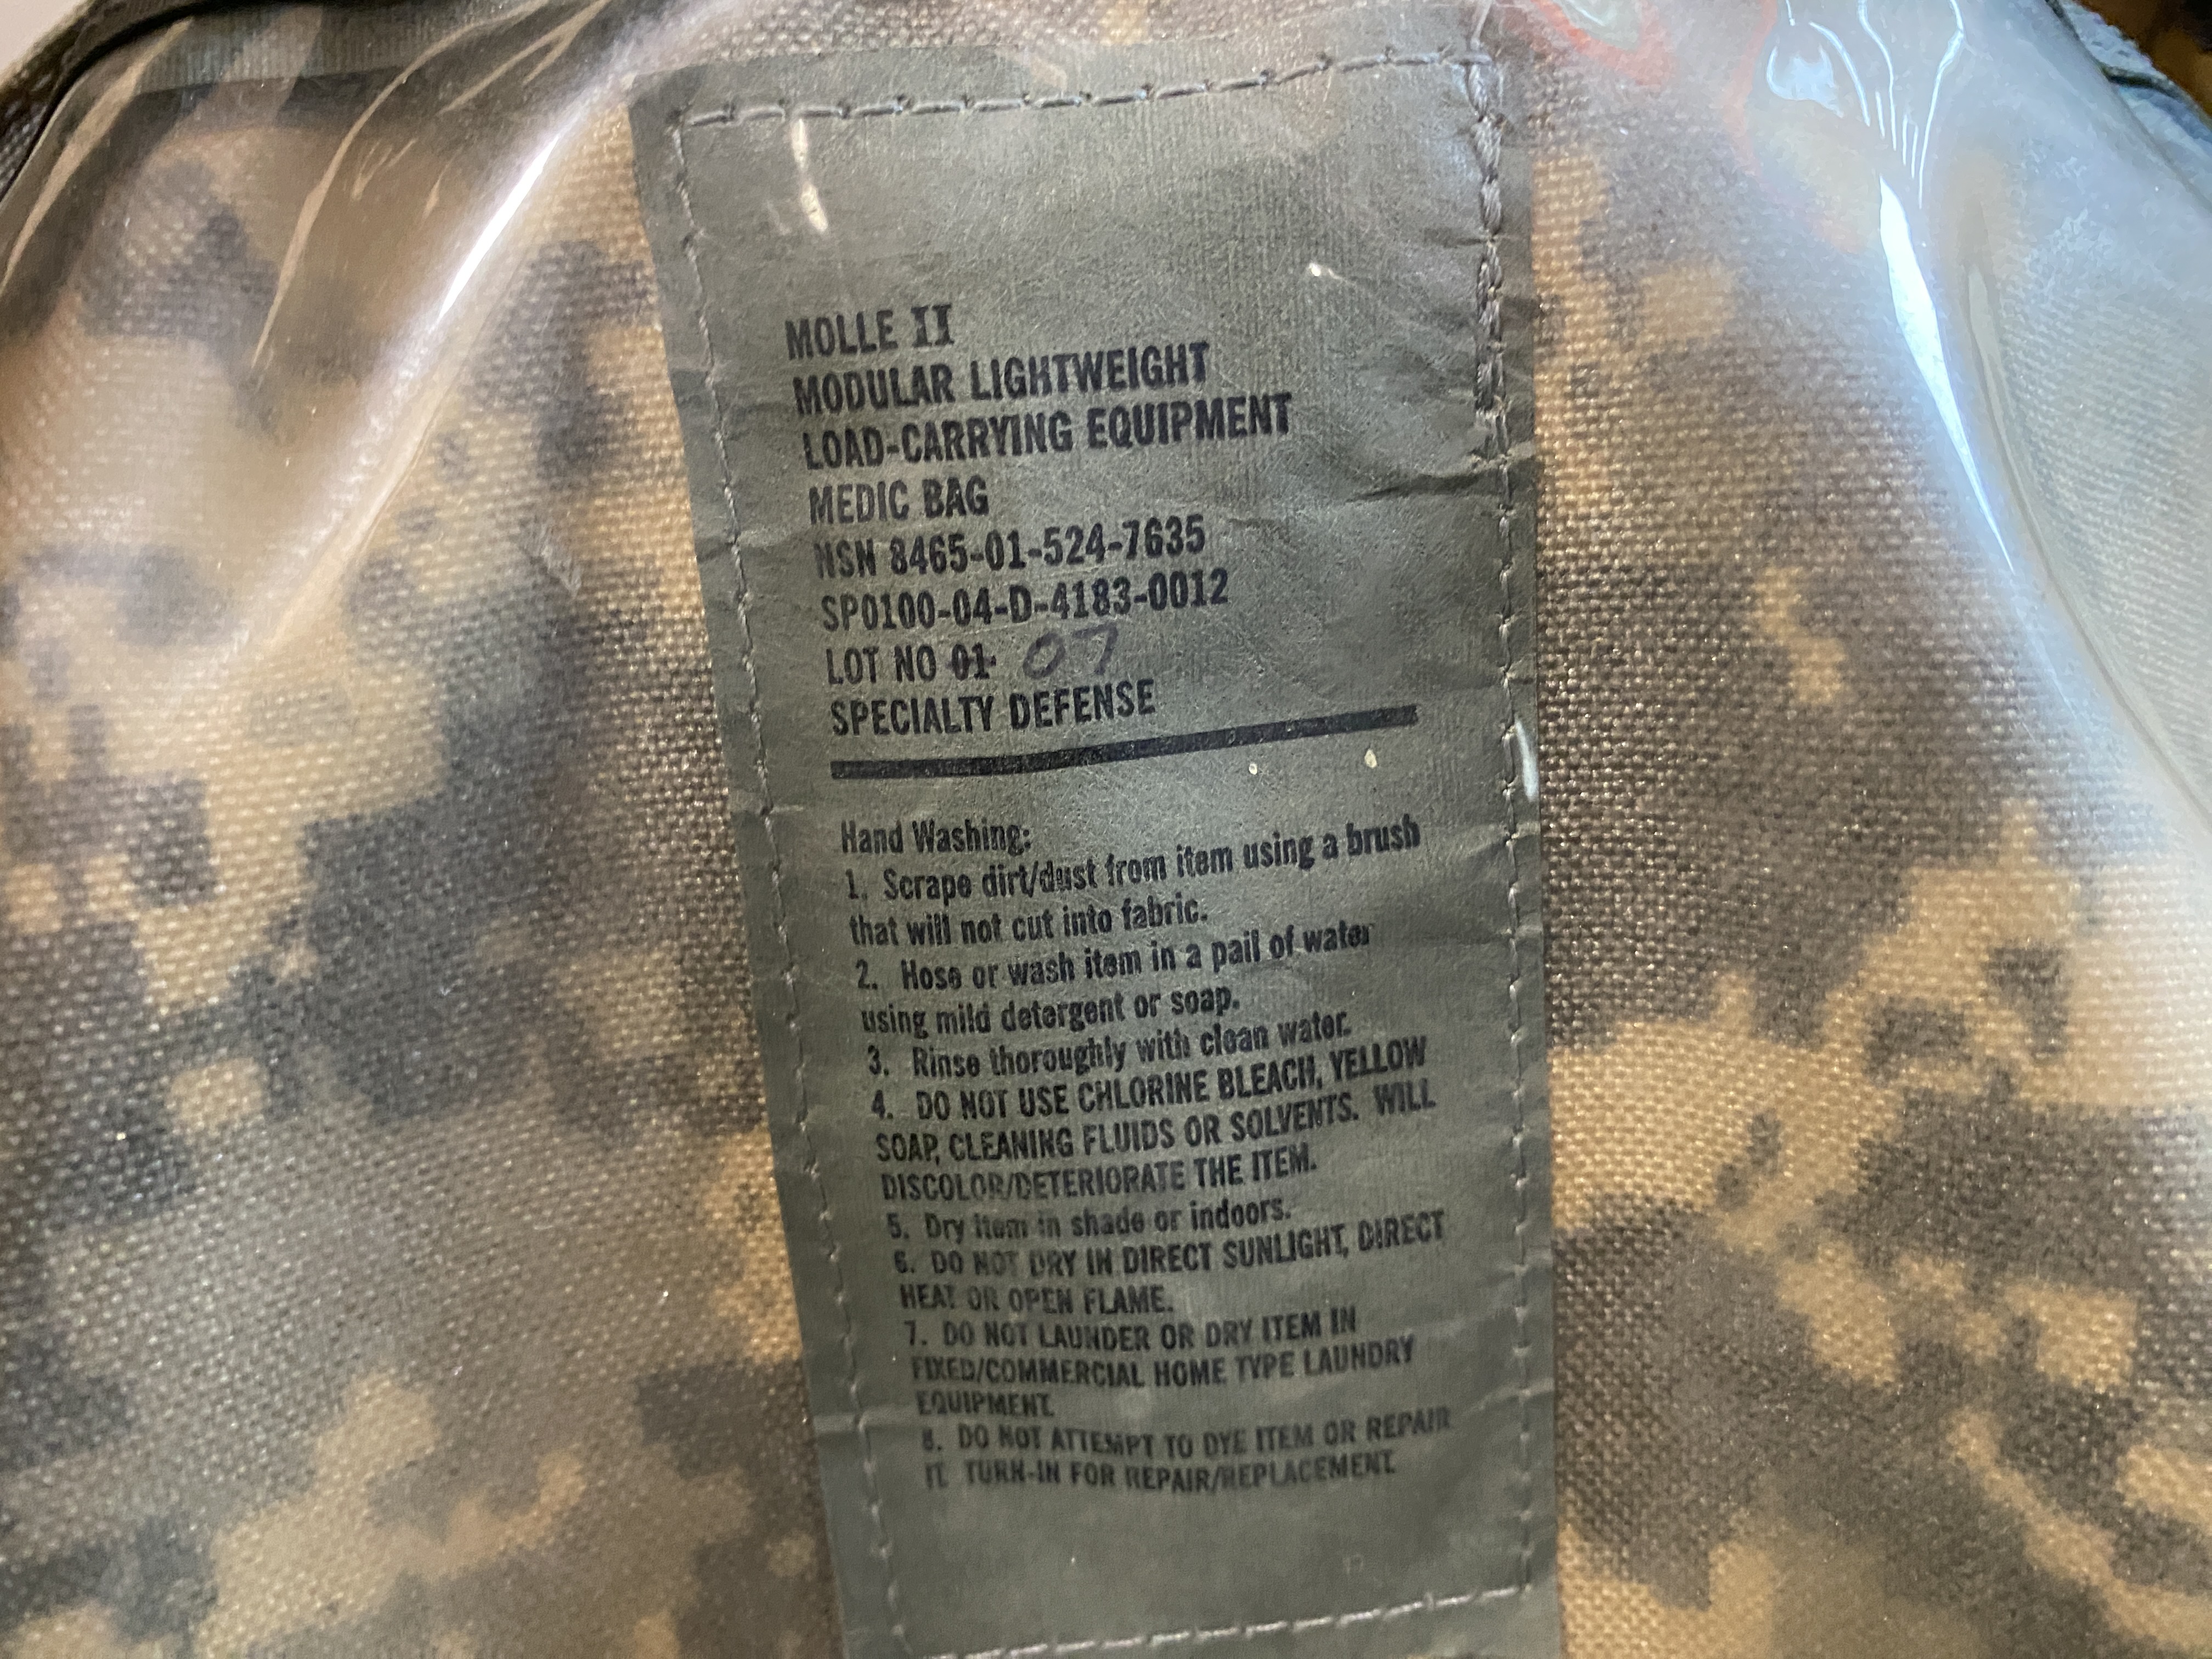 MOLLE II
MODULAR LIGHTWEIGHT
LOAD-CARRYING EQUIPMENT
MEDIC BAG
NSN 8465-01-524-7635
SP0100-04-D-4183-0012
LOT NO 01 07
SPECIALTY DEFENSE
Hand Washing:
1. Scrape dirt/dust from item using a brush
that will not cut into fabric.
2. Hose or wash item in a pail of water
using mild detergent or soap.
3. Rinse thoroughly with clean water.
4. DO NOT USE CHLORINE BLEACH, YELLOW
SOAP, CLEANING FLUIDS OR SOLVENTS. WILL
DISCOLOR/DETERIORATE THE ITEM.
5. Dry item in shade or indoors.
6. DO NOT DRY IN DIRECT SUNLIGHT, DIRECT
HEAT OR OPEN FLAME.
7. DO NOT LAUNDER OR DRY ITEM IN
FIXED/COMMERCIAL HOME TYPE LAUNDRY
EQUIPMENT.
8. DO NOT ATTEMPT TO DYE ITEM OR REPAIR
IT. TURN-IN FOR REPAIR/REPLACEMENT.